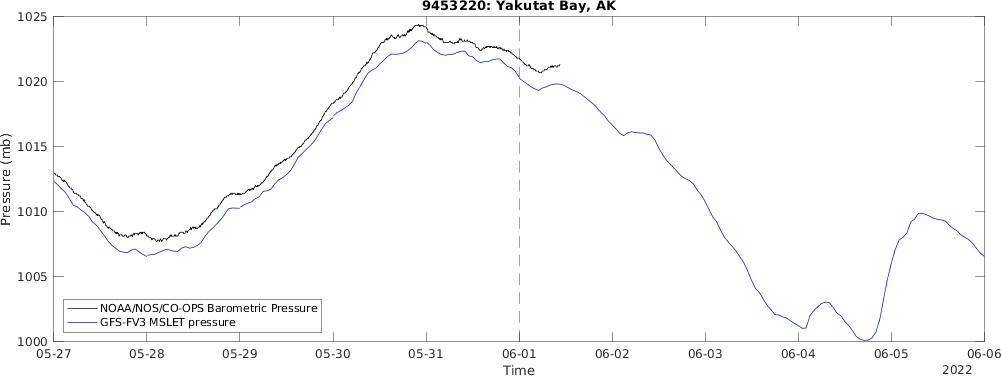 9453220: Yakutat Bay, AK
1025
1020
1015
1010
1005
1000
Pressure (mb)
NOAA/NOS/CO-OPS Barometric Pressure
GFS-FV3 MSLET pressure
05-27 05-28 05-29 05-30 05-31 06-01 06-02 06-03 06-04 06-05 06-06
Time
2022